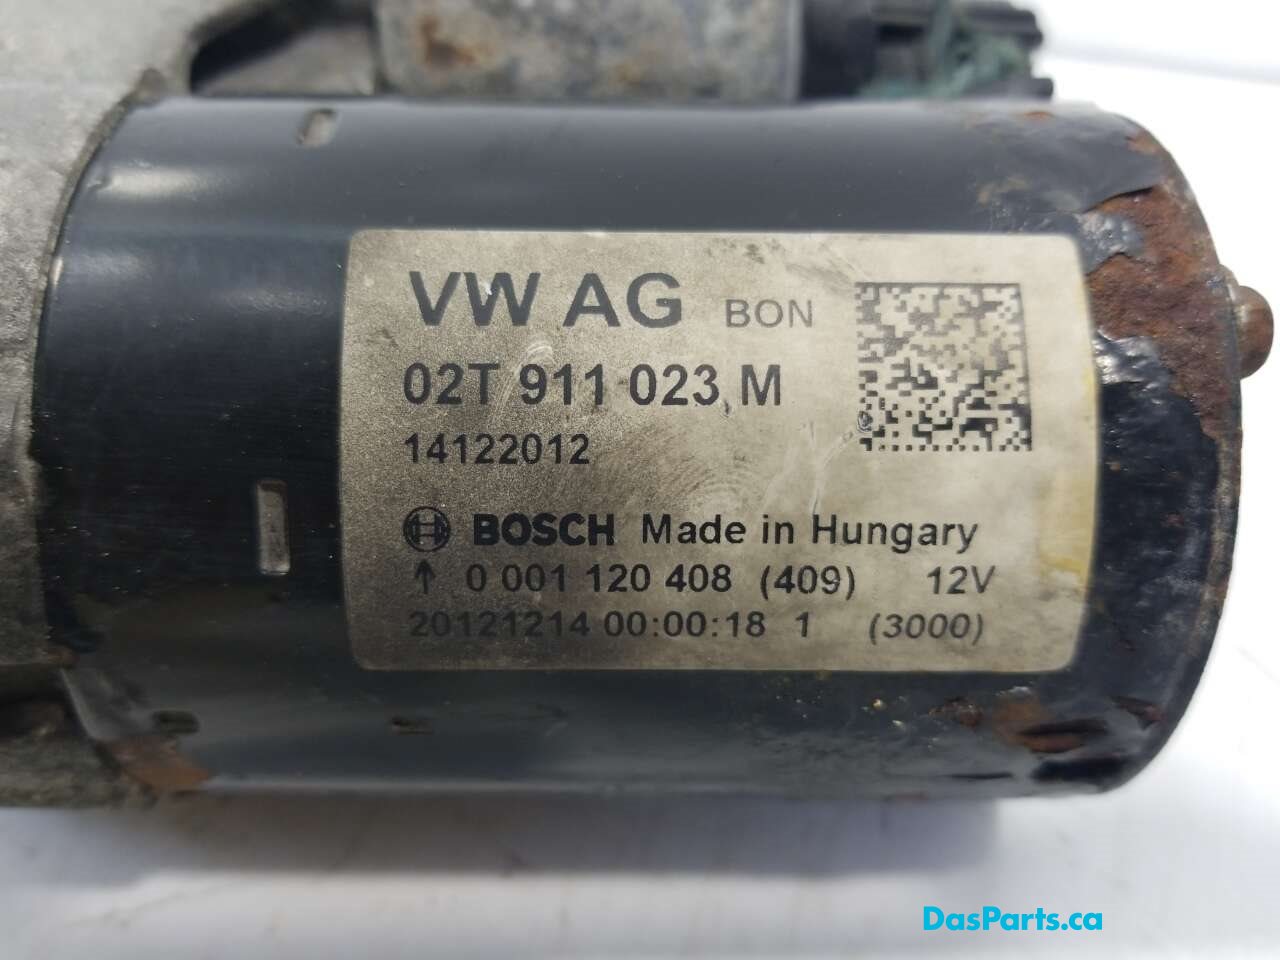 VW AG BON
02T 911 023 M
14122012
BOSCH Made in Hungary
↑ 0 001 120 408 (409) 12V
20121214 00:00:18 1 (3000)
DasParts.ca